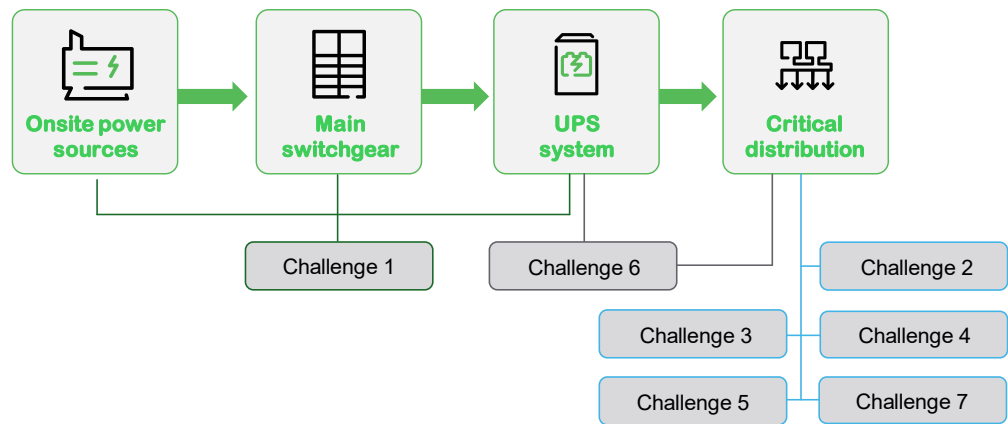 Onsite power
sources
Main
switchgear
UPS
system
Critical
distribution
Challenge 1
Challenge 6
Challenge 2
Challenge 3
Challenge 4
Challenge 5
Challenge 7